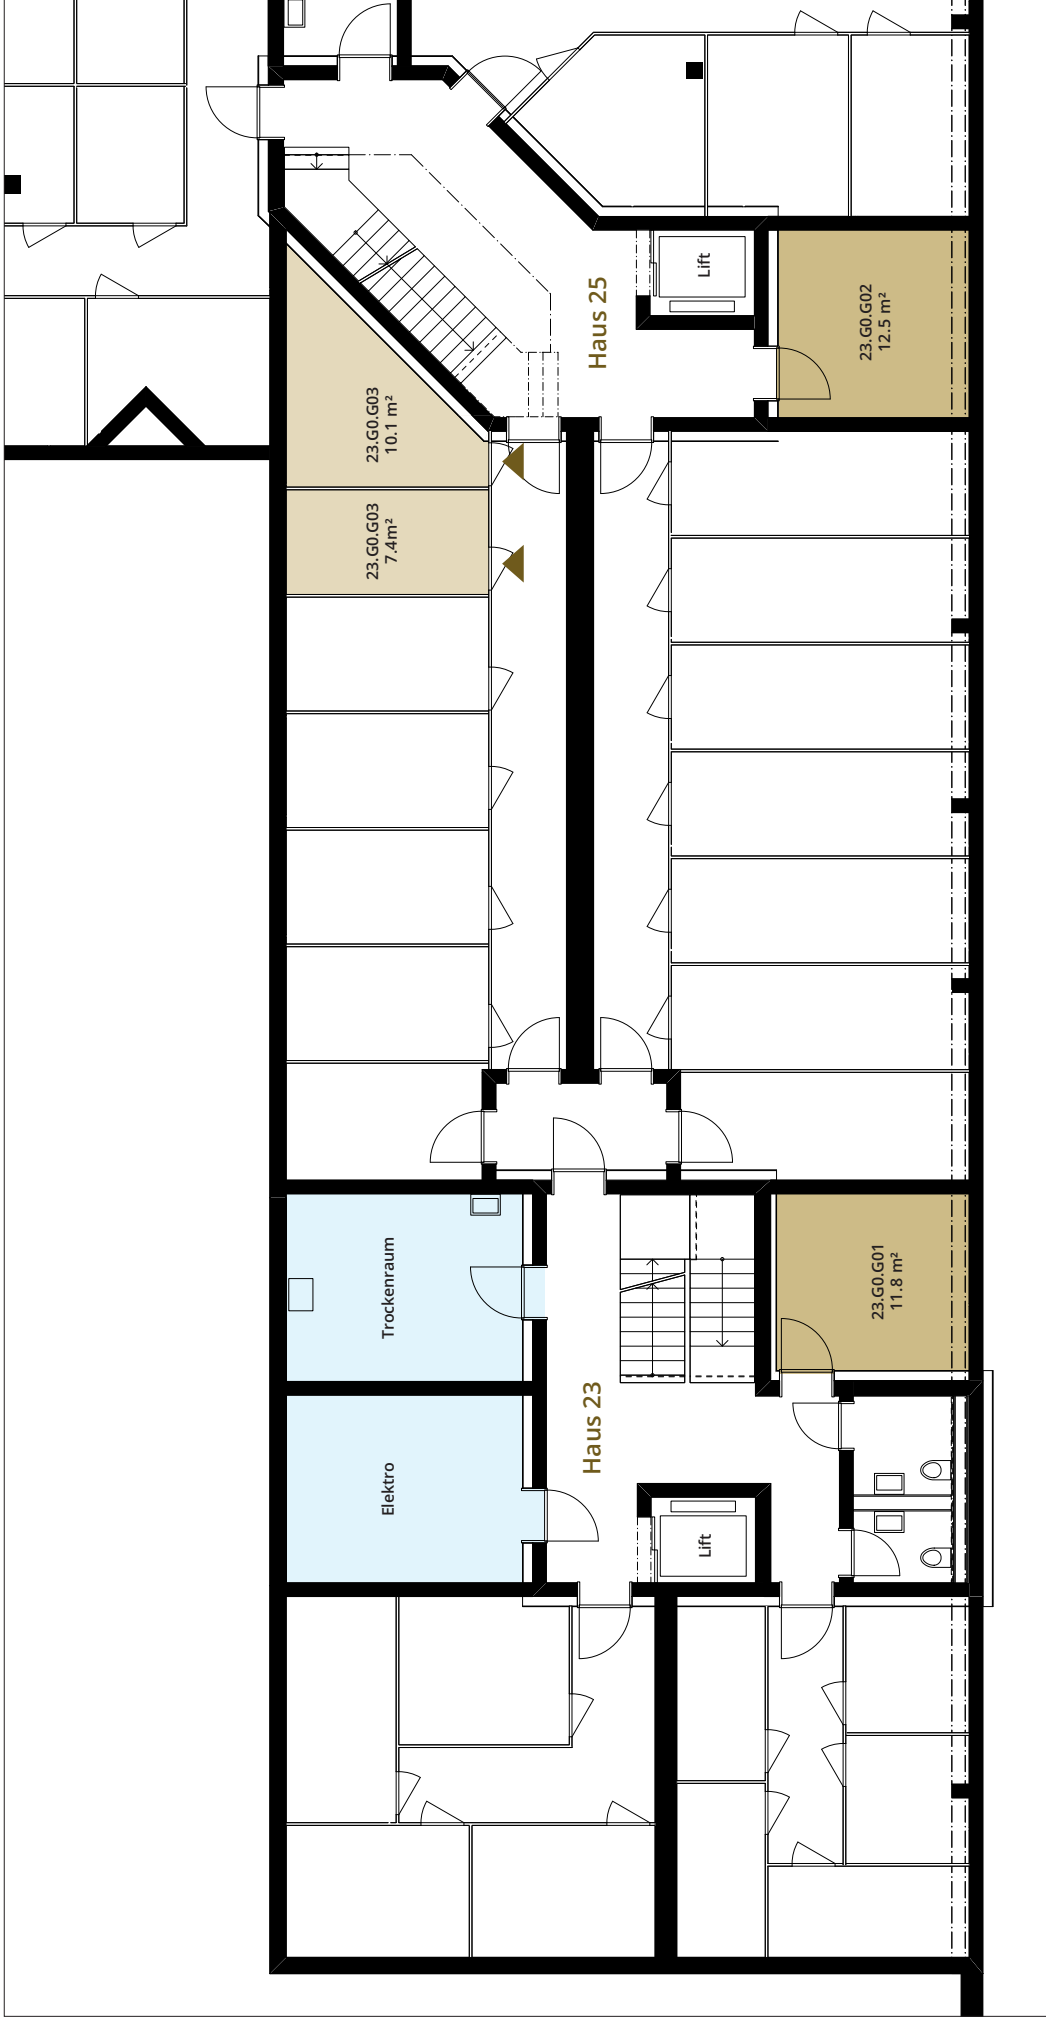 Lift
23.G0.G02
12.5 m²
Haus 25
23.G0.G03
10.1 m²
23.G0.G03
7.4m²
Trockenraum
23.G0.G01
11.8 m²
Haus 23
Elektro
Lift